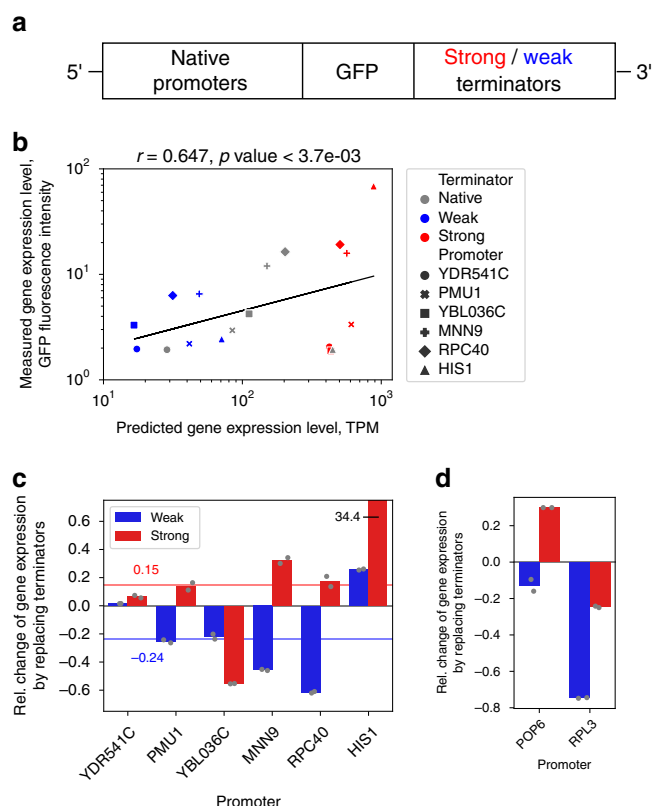 a
5'
Native
promoters
GFP
Strong / weak
terminators
3'
b
r = 0.647, p value < 3.7e-03
Measured gene expression level,
GFP fluorescence intensity
10²
10¹
10⁰
10¹
10²
10³
Predicted gene expression level, TPM
Terminator
Native
Weak
Strong
Promoter
YDR541C
PMU1
YBL036C
MNN9
RPC40
HIS1
c
Rel. change of gene expression
by replacing terminators
0.6
0.4
0.2
0.0
−0.2
−0.4
−0.6
Weak
Strong
34.4
0.15
−0.24
YDR541C
PMU1
YBL036C
MNN9
RPC40
HIS1
Promoter
d
Rel. change of gene expression
by replacing terminators
0.2
0.0
−0.2
−0.4
−0.6
−0.8
POP6
RPL3
Promoter